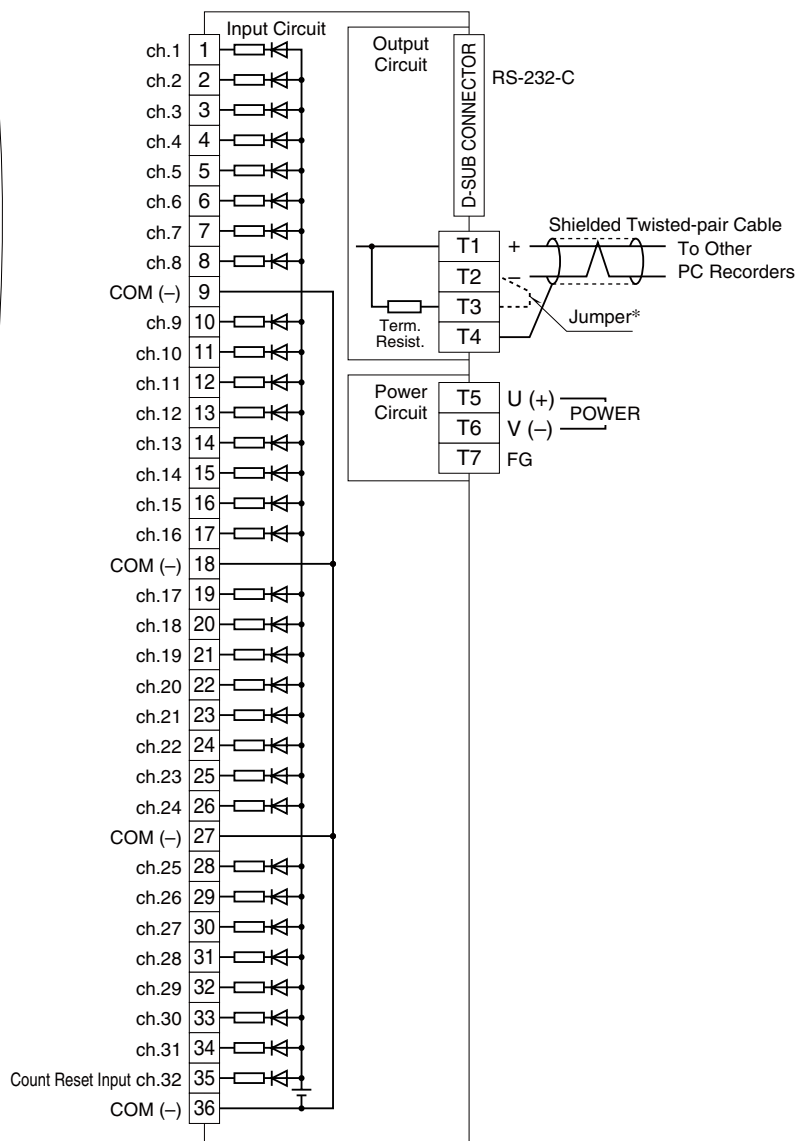 Input Circuit
ch.1 1
ch.2 2
ch.3 3
ch.4 4
ch.5 5
ch.6 6
ch.7 7
ch.8 8
COM (–) 9
ch.9 10
ch.10 11
ch.11 12
ch.12 13
ch.13 14
ch.14 15
ch.15 16
ch.16 17
COM (–) 18
ch.17 19
ch.18 20
ch.19 21
ch.20 22
ch.21 23
ch.22 24
ch.23 25
ch.24 26
COM (–) 27
ch.25 28
ch.26 29
ch.27 30
ch.28 31
ch.29 32
ch.30 33
ch.31 34
Count Reset Input ch.32 35
COM (–) 36
Output
Circuit
D-SUB CONNECTOR
RS-232-C
Shielded Twisted-pair Cable
T1 +
T2 –
T3
T4
To Other
PC Recorders
Term.
Resist.
Jumper*
Power
Circuit
T5 U (+)
T6 V (–)
POWER
T7 FG